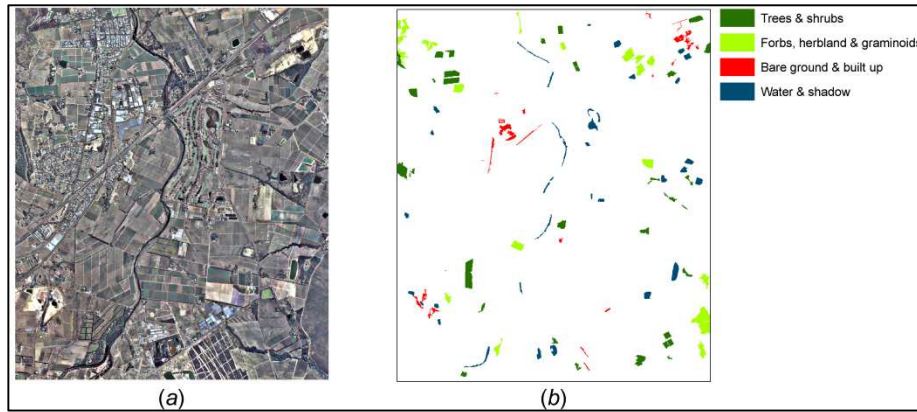 Trees & shrubs
Forbs, herbland & graminoids
Bare ground & built up
Water & shadow
(a)
(b)